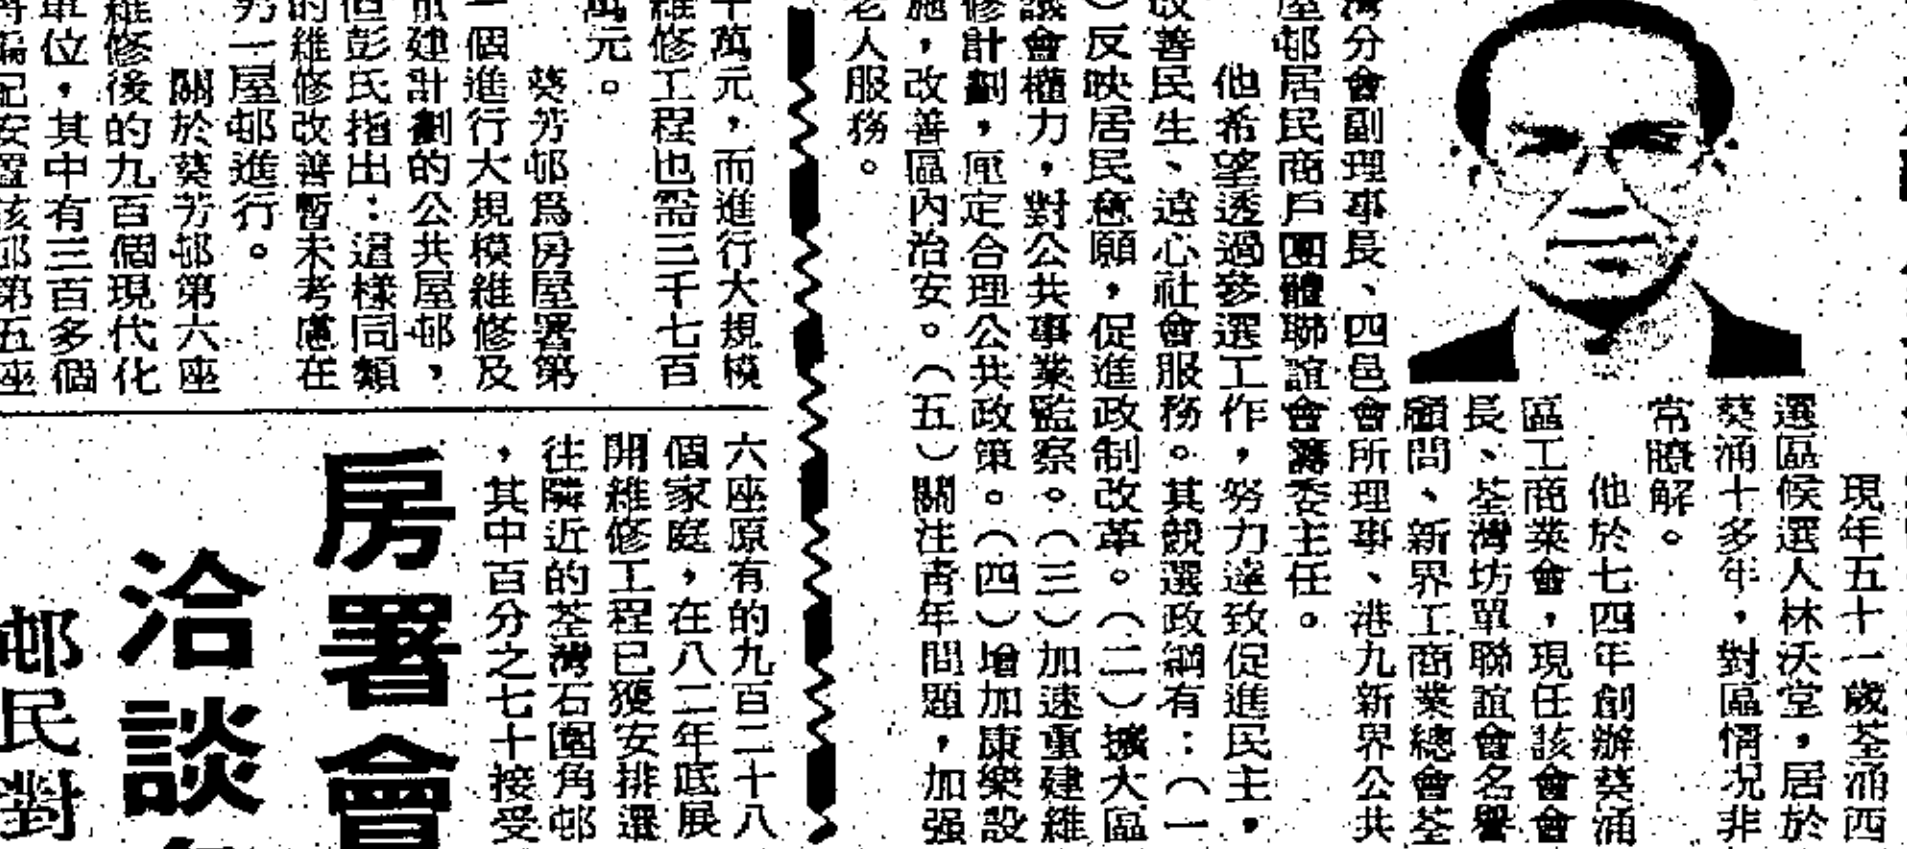 現年五十一歲荃涌西
選區候選人林沃堂，居於
葵涌十多年，對區情况非
常瞭解。
他於七四年創辦葵涌
區工商業會，現任該會會
長、荃灣坊單聯誼會名譽
顧問、新界工商業總會荃
灣分會副理事長、四邑會所理事、港九新界公共
屋邨居民商戶團體聯誼會籌委主任。
他希望透過參選工作，努力達致促進民主，
改善民生、遠心社會服務。其競選政綱有：（一
）反映居民意願，促進政制改革。（二）擴大區
議會權力，對公共事業監察。（三）加速重建維
修計劃，厘定合理公共政策。（四）增加康樂設
施，改善區內治安。（五）關注青年問題，加强
老人服務。
十萬元，而進行大規模
維修工程也需三千七百
萬元。
葵芳邨爲房屋署第
一個進行大規模維修及
重建計劃的公共屋邨，
但彭氏指出：這樣同類
的維修改善暫未考慮在
另一屋邨進行。
關於葵芳邨第六座
維修後的九百個現代化
單位，其中有三百多個
將編配安置該邨第五座
六座原有的九百二十八
個家庭，在八二年底展
開維修工程已獲安排遷
往隣近的荃灣石圍角邨
，其中百分之七十接受
房署會
洽談
邨民對